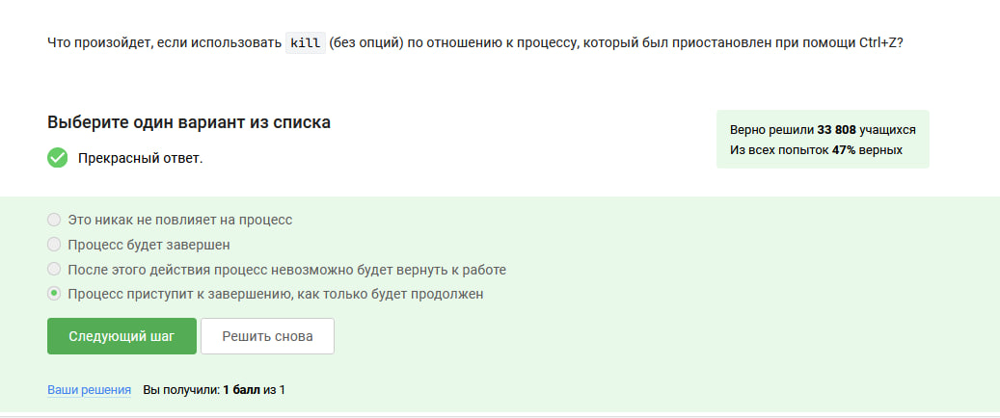 Что произойдет, если использовать kill (без опций) по отношению к процессу, который был приостановлен при помощи Ctrl+Z?
Выберите один вариант из списка
Прекрасный ответ.
Верно решили 33 808 учащихся
Из всех попыток 47% верных
Это никак не повлияет на процесс
Процесс будет завершен
После этого действия процесс невозможно будет вернуть к работе
Процесс приступит к завершению, как только будет продолжен
Следующий шаг
Решить снова
Ваши решения Вы получили: 1 балл из 1